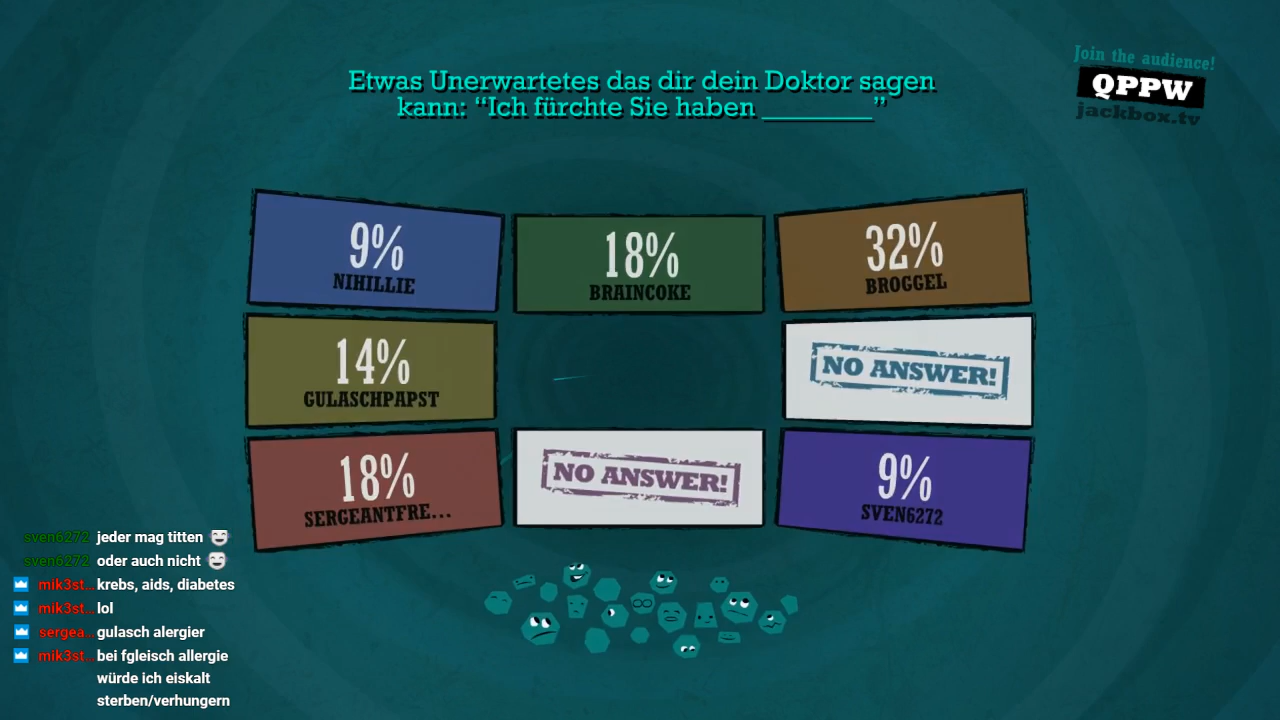 Join the audience!
QPPW
jackbox.tv
Etwas Unerwartetes das dir dein Doktor sagen
kann: “Ich fürchte Sie haben ________”
9%
NIHILLIE
18%
BRAINCOKE
32%
BROGGEL
14%
GULASCHPAPST
NO ANSWER!
18%
SERGEANTFRE...
NO ANSWER!
9%
SVEN6272
sven6272 jeder mag titten
sven6272 oder auch nicht
mik3st... krebs, aids, diabetes
mik3st... lol
sergea... gulasch alergier
mik3st... bei fgleisch allergie
würde ich eiskalt
sterben/verhungern